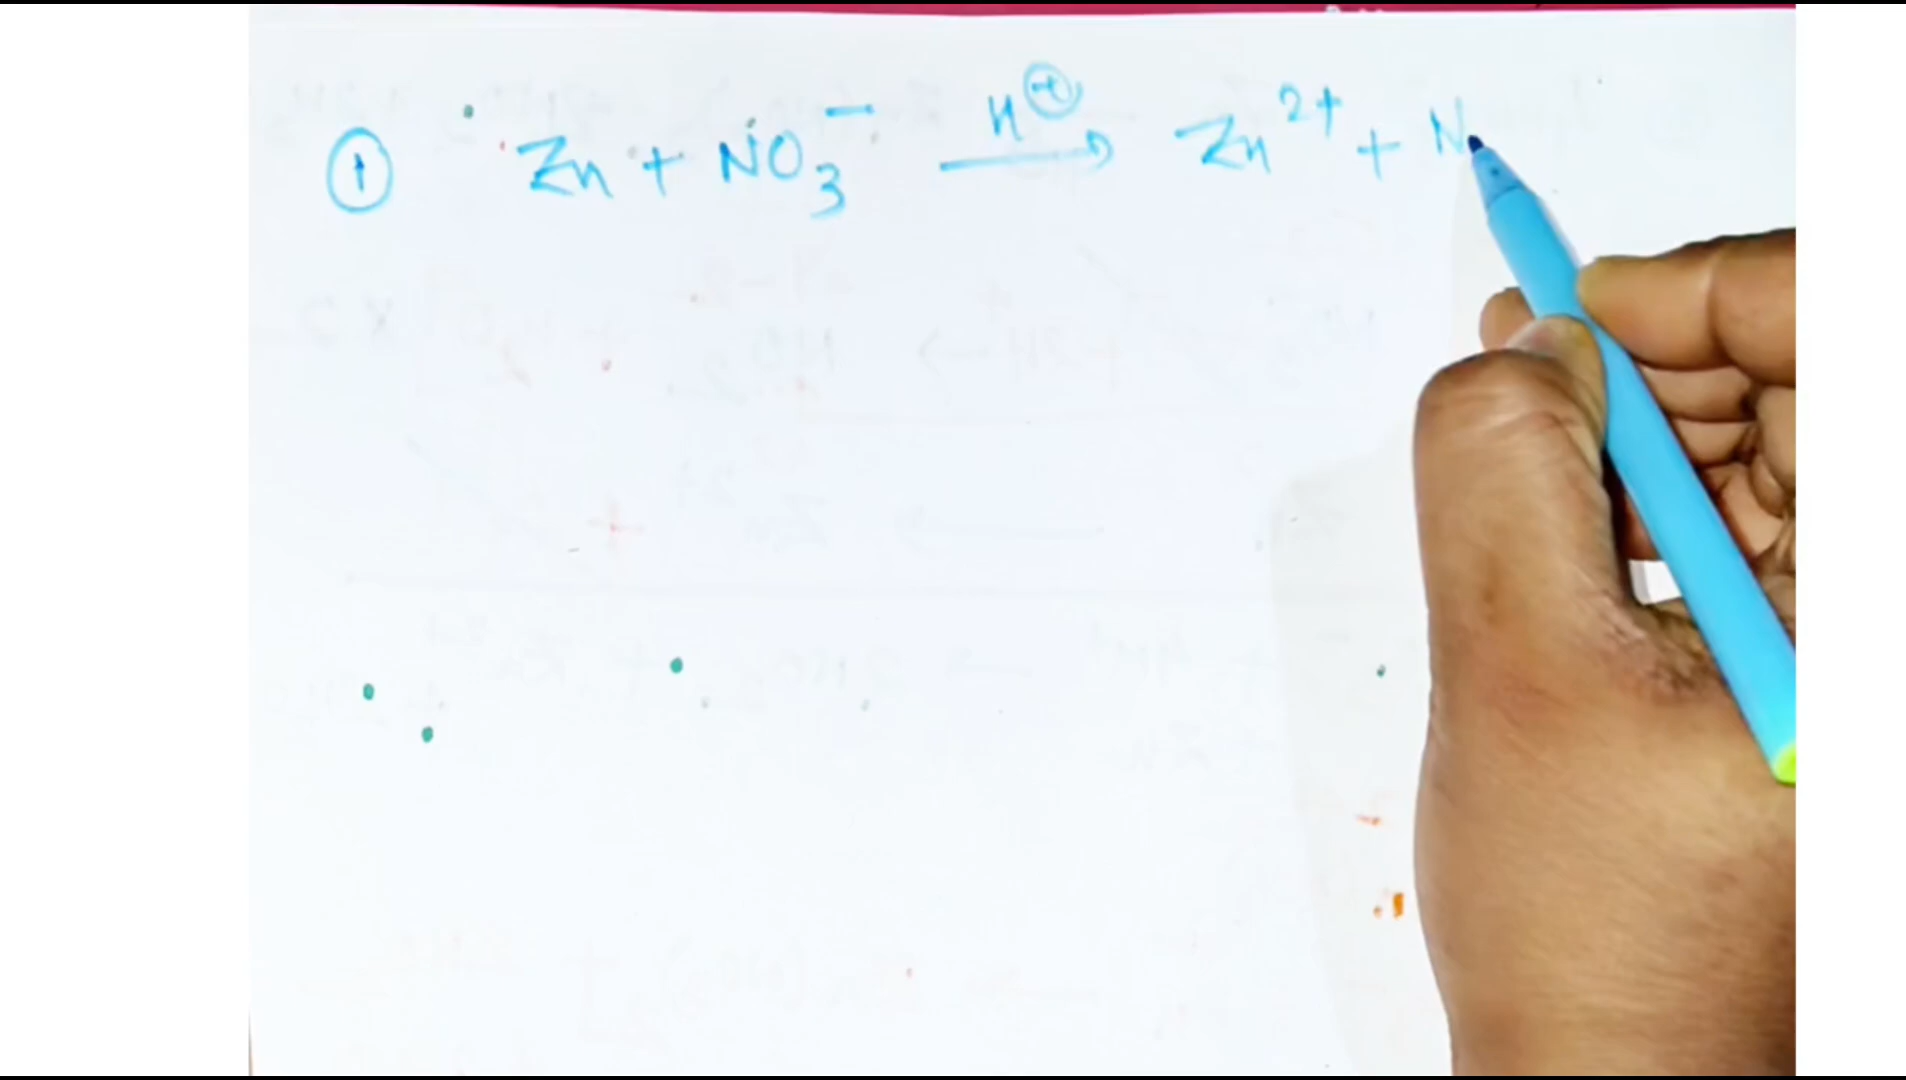 ① Zn + NO₃⁻ —H⊕→ Zn²⁺ + N